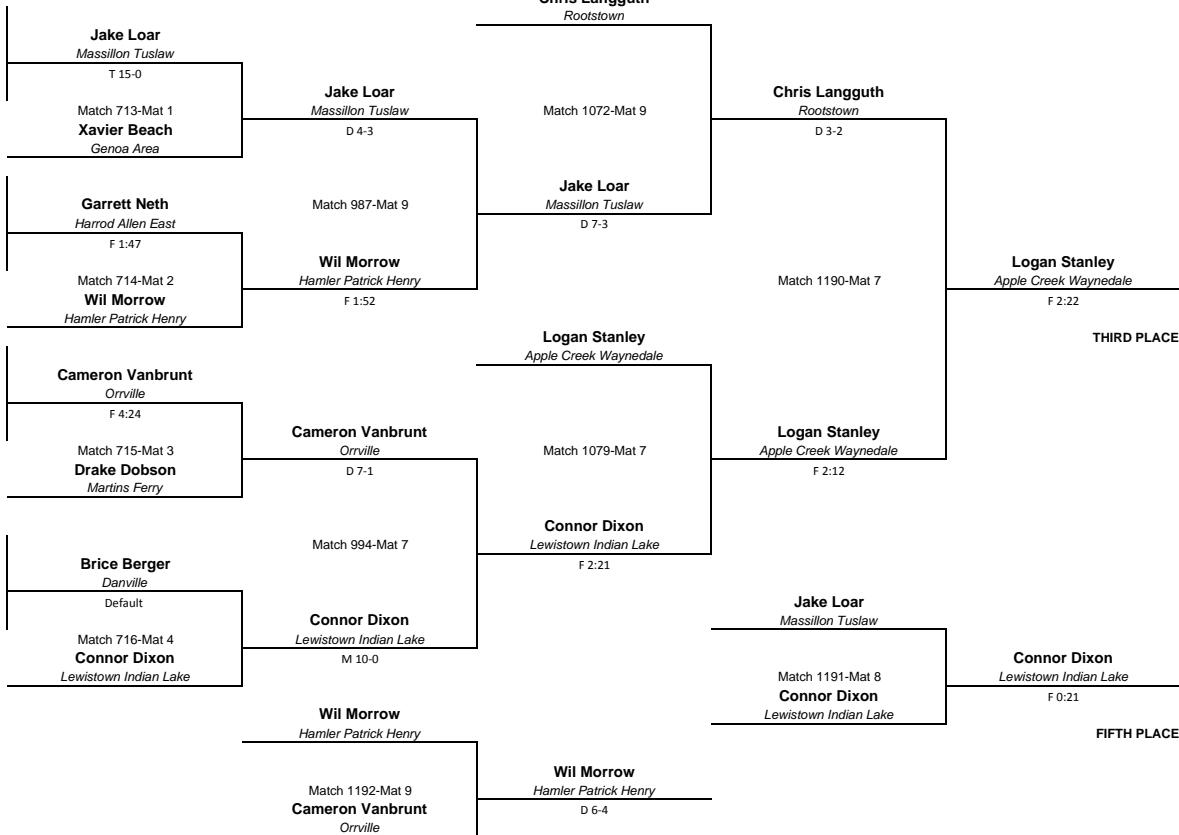 Chris Langguth
Rootstown
Jake Loar
Massillon Tuslaw
T 15-0
Match 713-Mat 1
Xavier Beach
Genoa Area
Jake Loar
Massillon Tuslaw
D 4-3
Match 1072-Mat 9
Chris Langguth
Rootstown
D 3-2
Garrett Neth
Harrod Allen East
F 1:47
Match 714-Mat 2
Wil Morrow
Hamler Patrick Henry
Match 987-Mat 9
Wil Morrow
Hamler Patrick Henry
F 1:52
Jake Loar
Massillon Tuslaw
D 7-3
Match 1190-Mat 7
Logan Stanley
Apple Creek Waynedale
F 2:22
THIRD PLACE
Logan Stanley
Apple Creek Waynedale
Cameron Vanbrunt
Orrville
F 4:24
Match 715-Mat 3
Drake Dobson
Martins Ferry
Cameron Vanbrunt
Orrville
D 7-1
Match 1079-Mat 7
Logan Stanley
Apple Creek Waynedale
F 2:12
Match 994-Mat 7
Connor Dixon
Lewistown Indian Lake
F 2:21
Brice Berger
Danville
Default
Match 716-Mat 4
Connor Dixon
Lewistown Indian Lake
Connor Dixon
Lewistown Indian Lake
M 10-0
Jake Loar
Massillon Tuslaw
Match 1191-Mat 8
Connor Dixon
Lewistown Indian Lake
Connor Dixon
Lewistown Indian Lake
F 0:21
FIFTH PLACE
Wil Morrow
Hamler Patrick Henry
Match 1192-Mat 9
Cameron Vanbrunt
Orrville
Wil Morrow
Hamler Patrick Henry
D 6-4